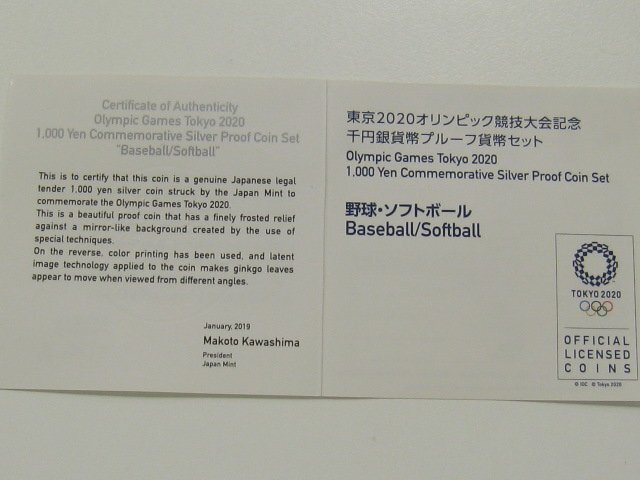 Certificate of Authenticity
Olympic Games Tokyo 2020
1,000 Yen Commemorative Silver Proof Coin Set
"Baseball/Softball"
This is to certify that this coin is a genuine Japanese legal
tender 1,000 yen silver coin struck by the Japan Mint to
commemorate the Olympic Games Tokyo 2020.
This is a beautiful proof coin that has a finely frosted relief
against a mirror-like background created by the use of
special techniques.
On the reverse, color printing has been used, and latent
image technology applied to the coin makes ginkgo leaves
appear to move when viewed from different angles.
January, 2019
Makoto Kawashima
President
Japan Mint
東京2020オリンピック競技大会記念
千円銀貨幣プルーフ貨幣セット
Olympic Games Tokyo 2020
1,000 Yen Commemorative Silver Proof Coin Set
野球・ソフトボール
Baseball/Softball
TOKYO 2020
OFFICIAL
LICENSED
COINS
© IOC © Tokyo 2020